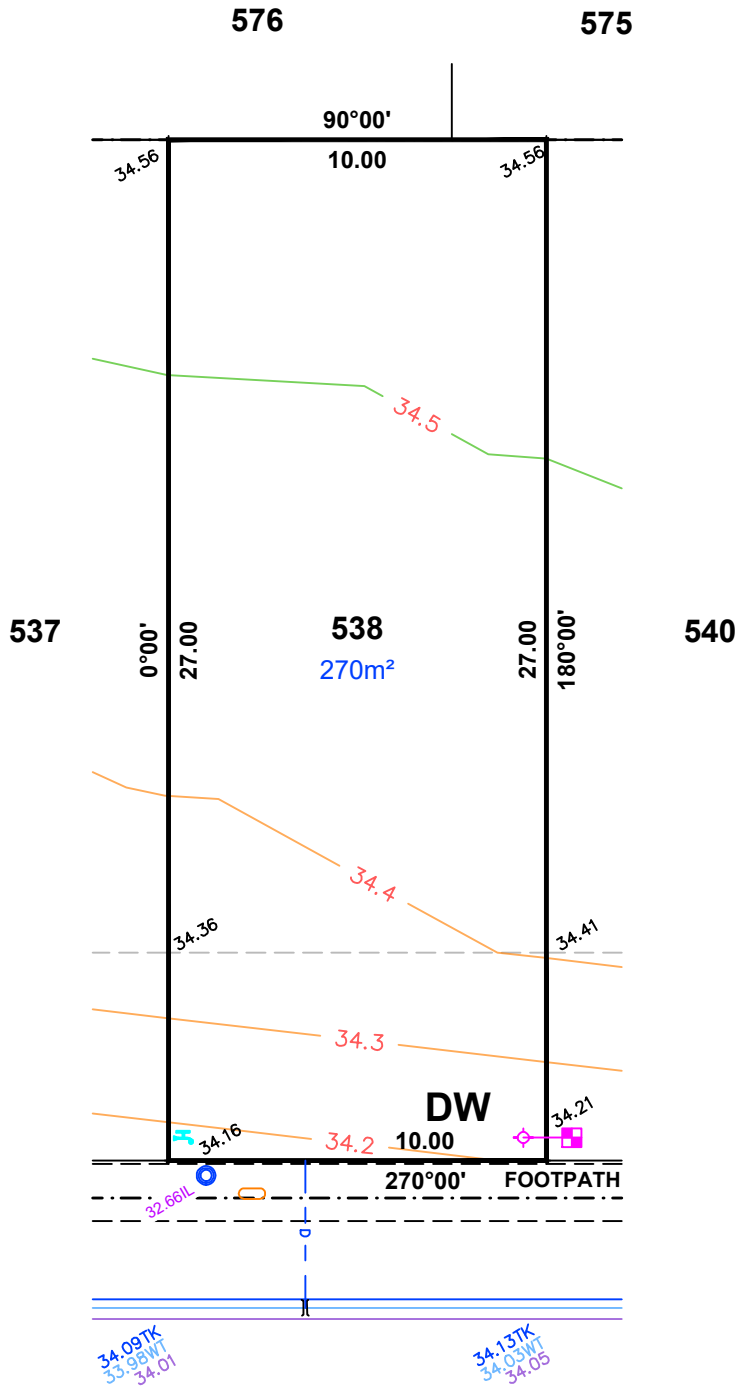 576
575
90°00'
34.56
10.00
34.56
34.5
537
0°00'
27.00
538
270m²
27.00
180°00'
540
34.4
34.36
34.41
34.3
DW
34.21
34.16
34.2
10.00
32.66IL
270°00'
FOOTPATH
D
34.09TK
33.98WT
34.01
34.13TK
34.03WT
34.05